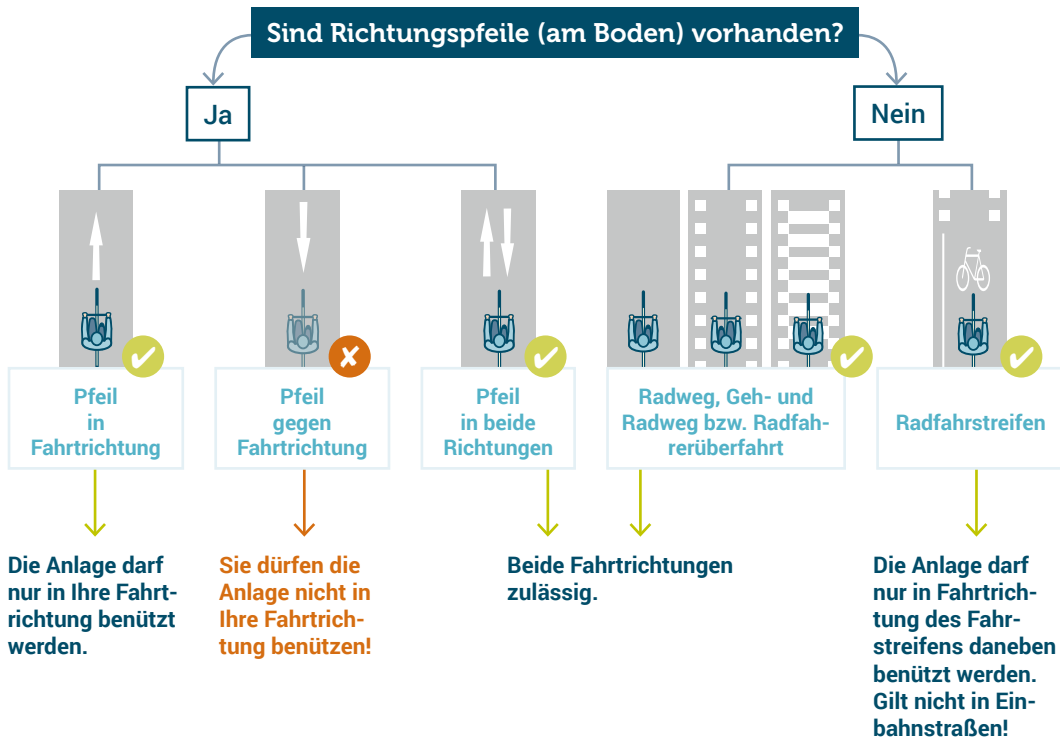 Sind Richtungspfeile (am Boden) vorhanden?
Ja
Nein
Pfeil
in
Fahrtrichtung
Pfeil
gegen
Fahrtrichtung
Pfeil
in beide
Richtungen
Radweg, Geh- und
Radweg bzw. Radfah-
rerüberfahrt
Radfahrstreifen
Die Anlage darf
nur in Ihre Fahrt-
richtung benützt
werden.
Sie dürfen die
Anlage nicht in
Ihre Fahrtrich-
tung benützen!
Beide Fahrtrichtungen
zulässig.
Die Anlage darf
nur in Fahrtrich-
tung des Fahr-
streifens daneben
benützt werden.
Gilt nicht in Ein-
bahnstraßen!